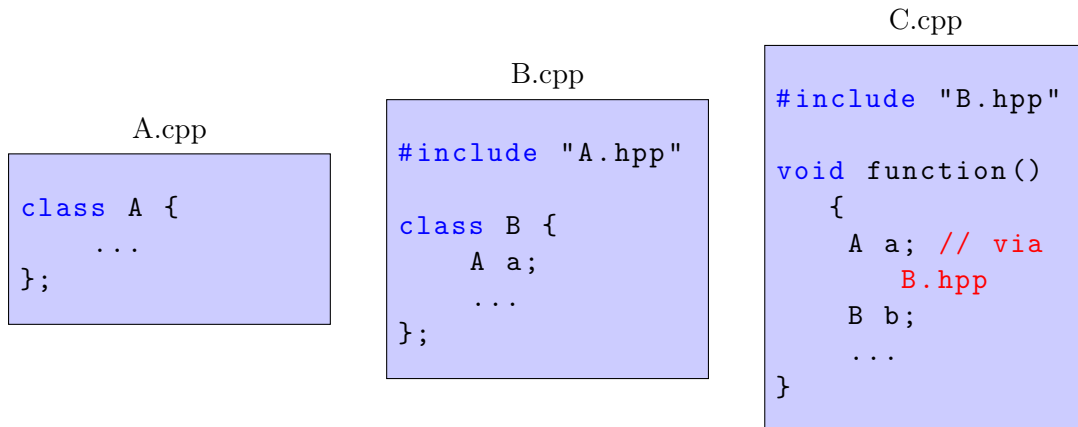 A.cpp
class A {
    ...
};
B.cpp
#include "A.hpp"
class B {
    A a;
    ...
};
C.cpp
#include "B.hpp"
void function()
   {
    A a; // via
       B.hpp
    B b;
    ...
}